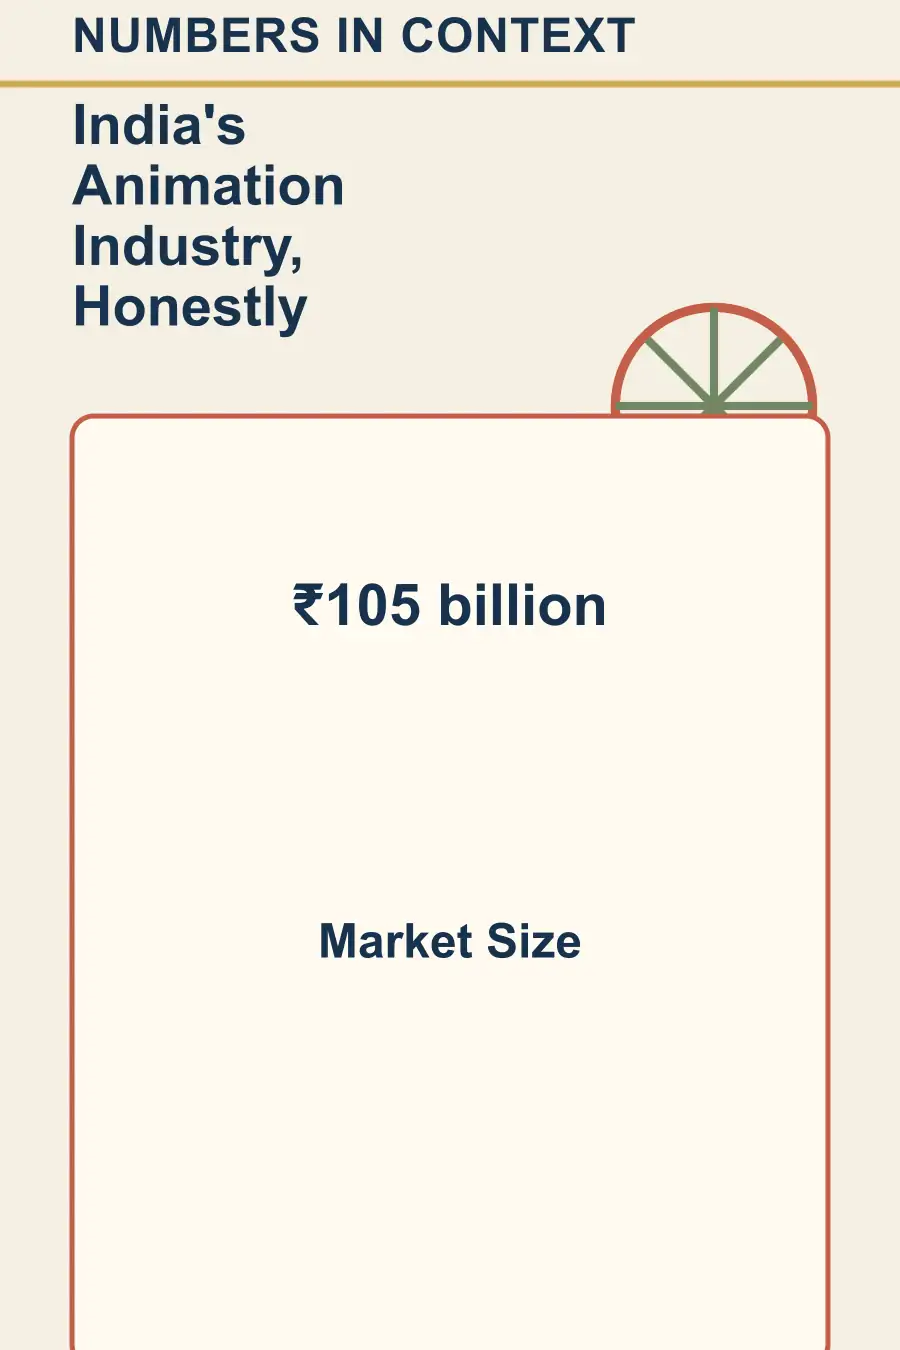 NUMBERS IN CONTEXT
India's
Animation
Industry,
Honestly
₹105 billion
Market Size